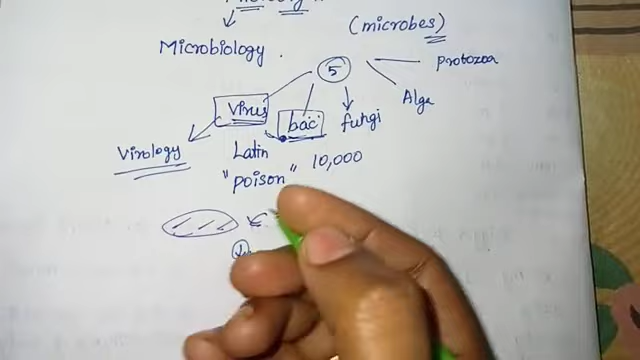 (microbes)
Microbiology .
5
protozoa
Virus
bac
fungi
Alga
Virology
Latin
10,000
"poison"